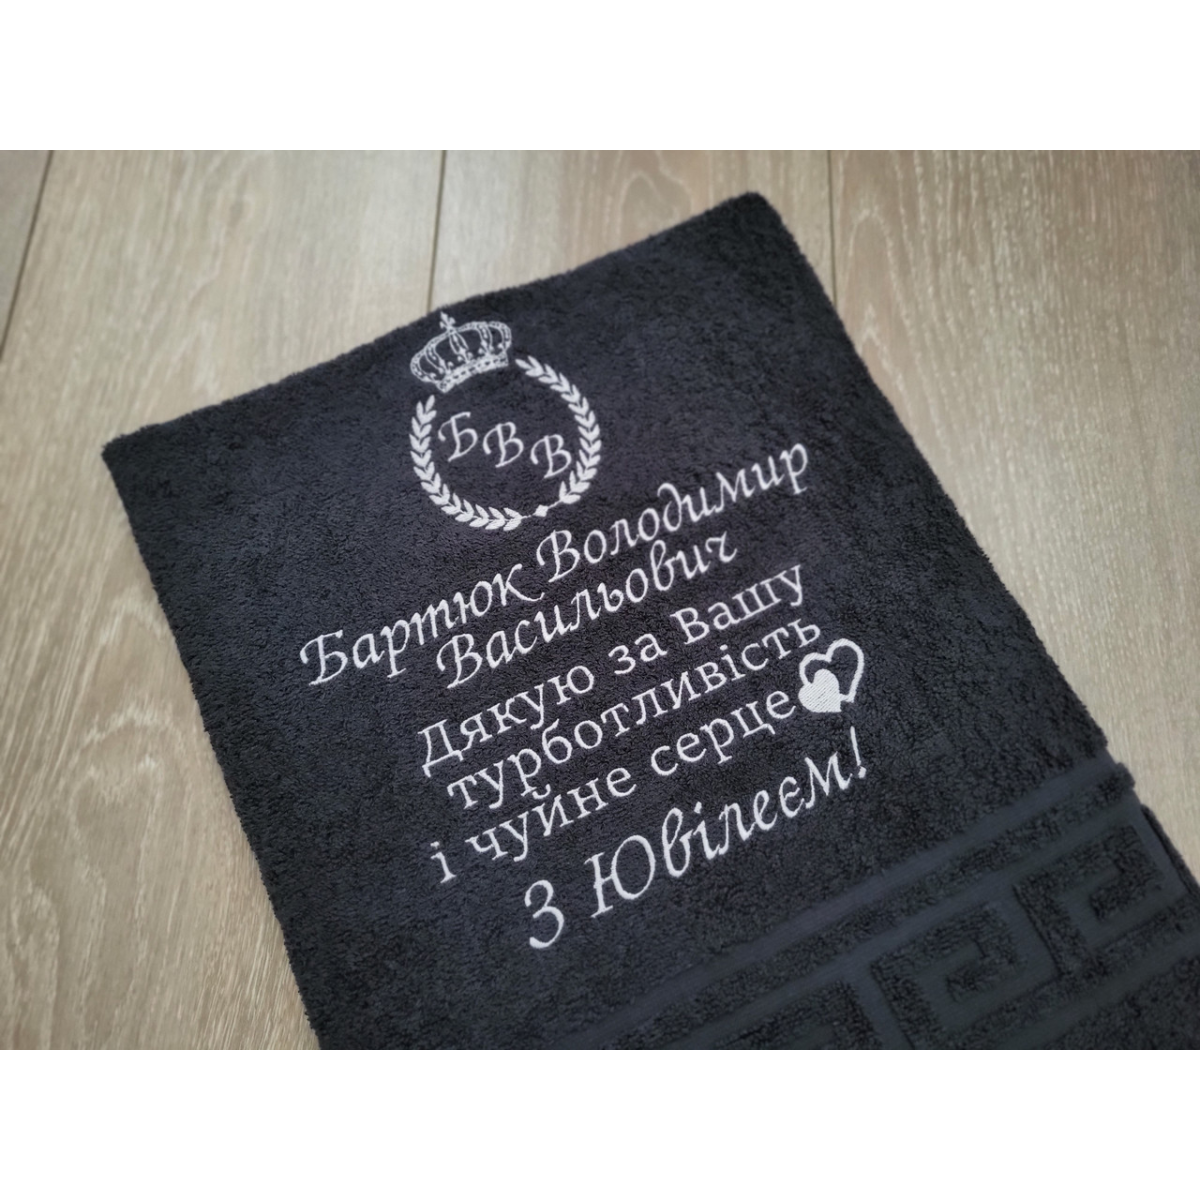 БВВ
Бартюк Володимир
Васильович
Дякую за Вашу
турботливість
і чуйне серце
З Ювілеєм!